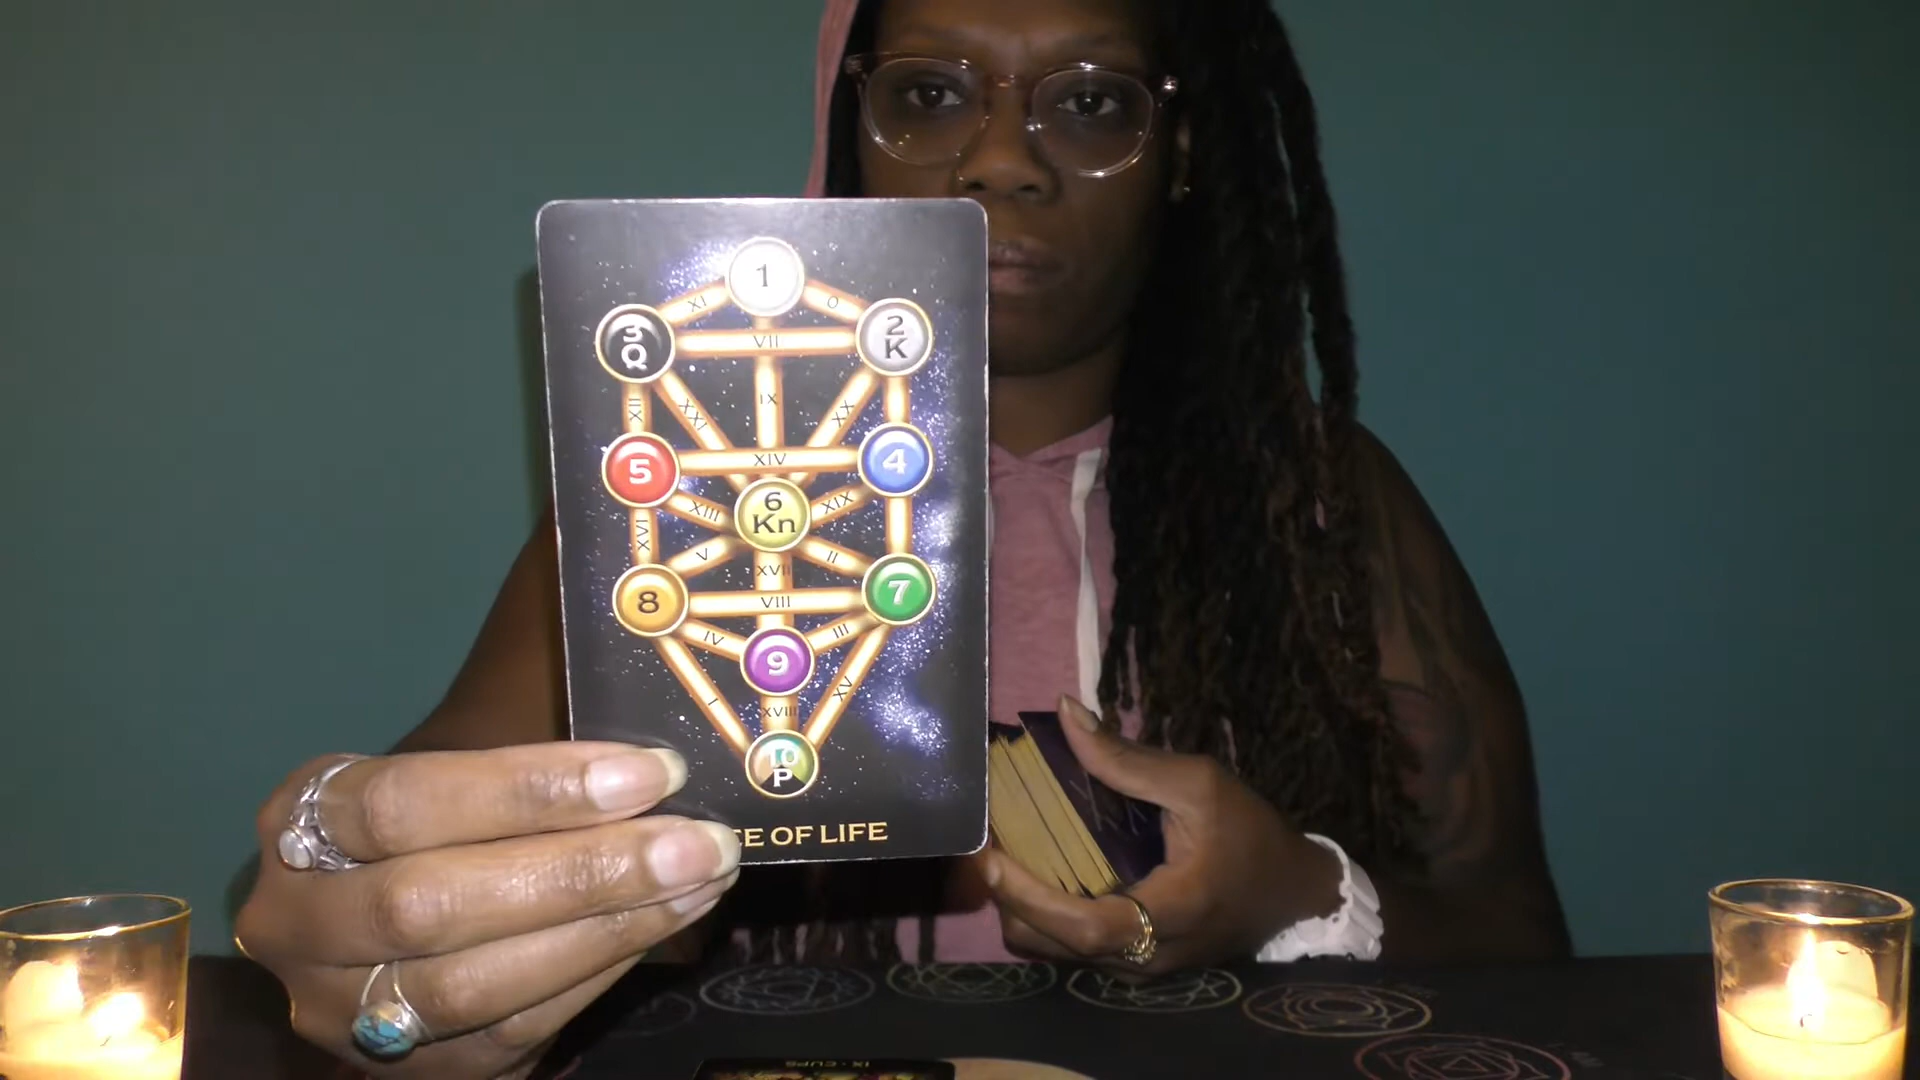 1
XI
0
3
Q
2
K
VII
IX
XII
XXI
XX
5
XIV
4
6
Kn
XIII
XIX
XVI
V
II
XVII
8
VIII
7
IV
III
9
I
XV
XVIII
10
P
EE OF LIFE
IX · CUPS